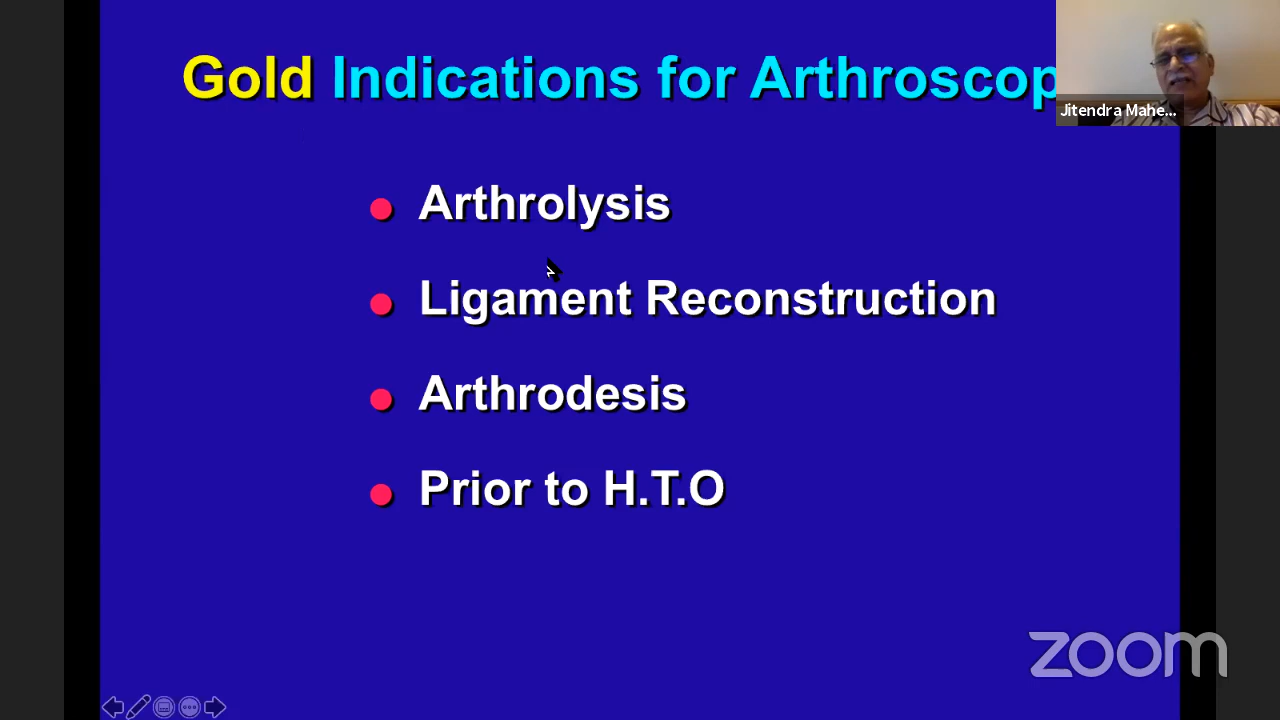 Gold Indications for Arthroscop
Jitendra Mahe...
Arthrolysis
Ligament Reconstruction
Arthrodesis
Prior to H.T.O
zoom